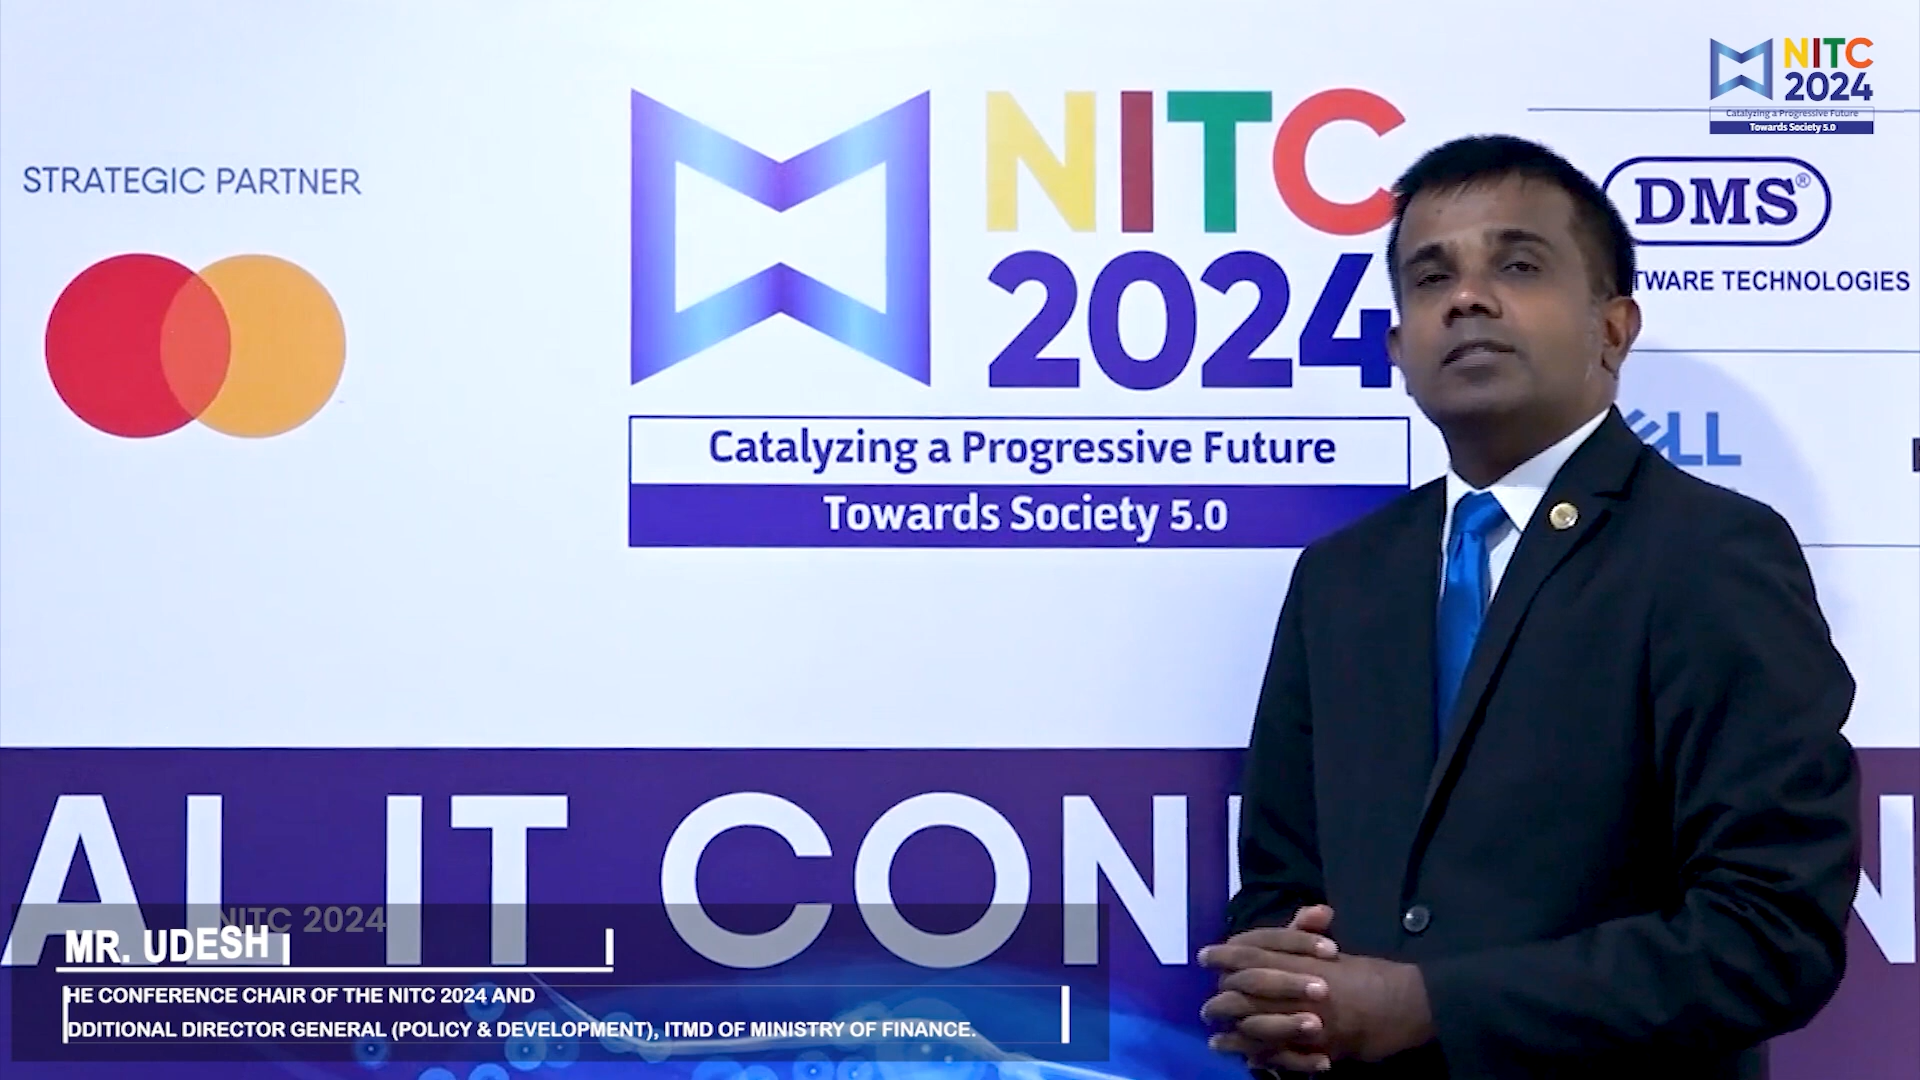 NITC
2024
Catalyzing a Progressive Future
Towards Society 5.0
STRATEGIC PARTNER
NITC
2024
Catalyzing a Progressive Future
Towards Society 5.0
DMS®
TWARE TECHNOLOGIES
ELL
AL IT CON N
NITC 2024
MR. UDESH
HE CONFERENCE CHAIR OF THE NITC 2024 AND
DDITIONAL DIRECTOR GENERAL (POLICY & DEVELOPMENT), ITMD OF MINISTRY OF FINANCE.